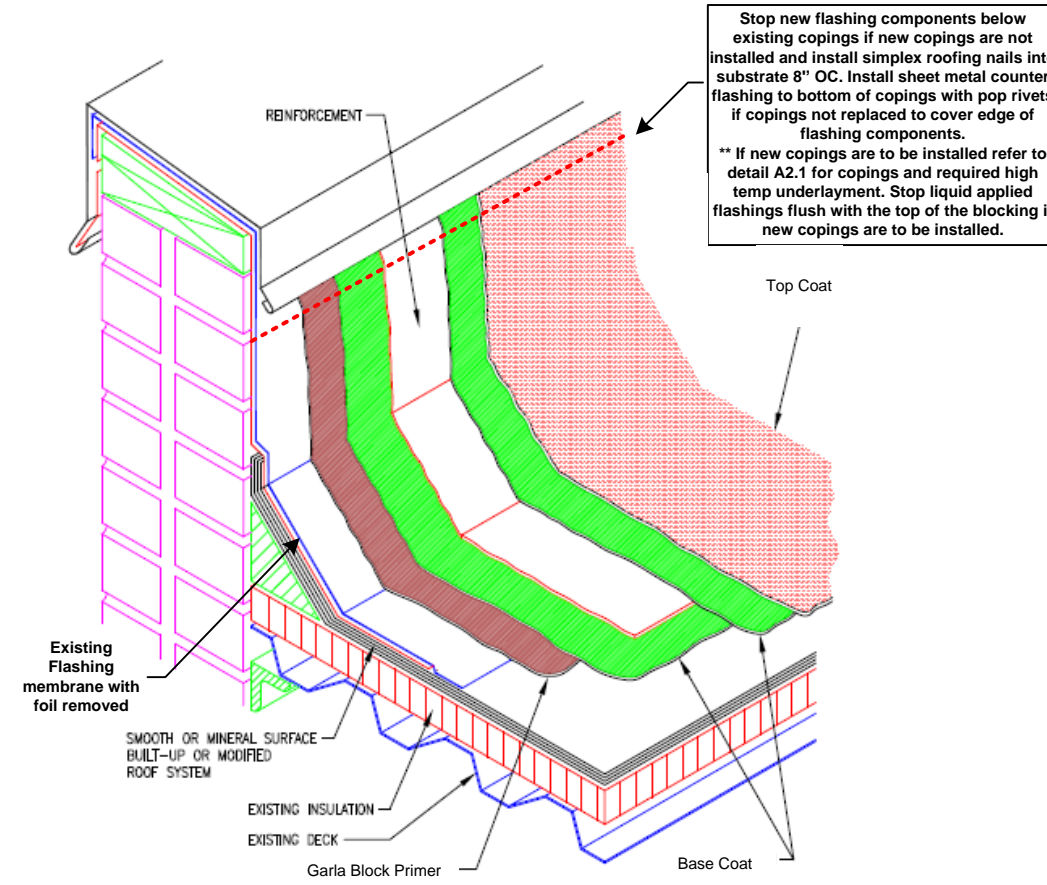 Stop new flashing components below
existing copings if new copings are not
installed and install simplex roofing nails int
substrate 8" OC. Install sheet metal counter
flashing to bottom of copings with pop rivets
if copings not replaced to cover edge of
flashing components.
** If new copings are to be installed refer to
detail A2.1 for copings and required high
temp underlayment. Stop liquid applied
flashings flush with the top of the blocking i
new copings are to be installed.
REINFORCEMENT
Top Coat
Existing
Flashing
membrane with
foil removed
SMOOTH OR MINERAL SURFACE
BUILT-UP OR MODIFIED
ROOF SYSTEM
EXISTING INSULATION
EXISTING DECK
Garla Block Primer
Base Coat